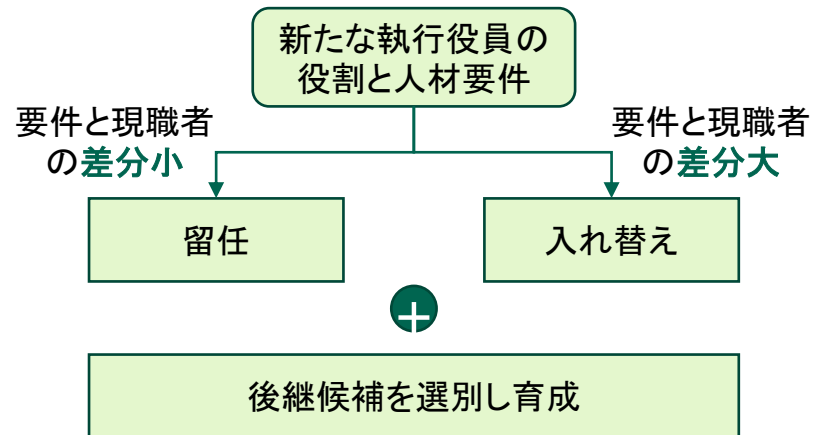 新たな執行役員の
役割と人材要件
要件と現職者
の差分小
要件と現職者
の差分大
留任
入れ替え
+
後継候補を選別し育成